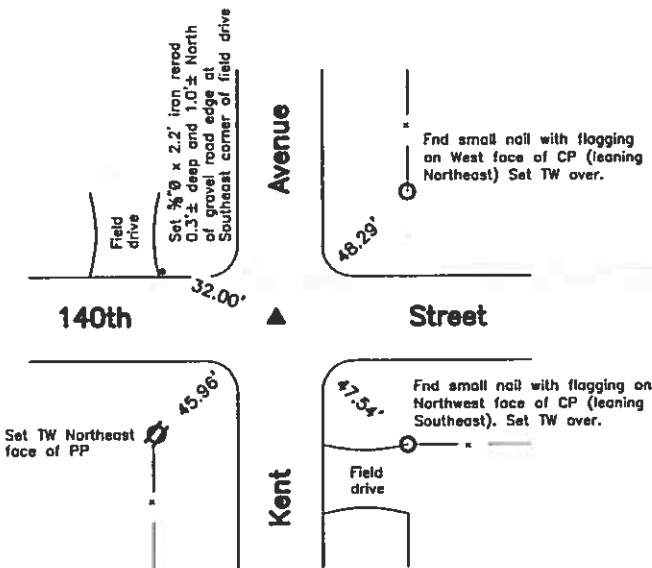 Set ⅝"Ø x 2.2' iron rerod
0.3'± deep and 1.0'± North
of gravel road edge at
Southeast corner of field drive
Avenue
Fnd small nail with flagging
on West face of CP (leaning
Northeast) Set TW over.
Field
drive
48.29'
32.00'
140th
Street
45.96'
47.54'
Fnd small nail with flagging on
Northwest face of CP (leaning
Southeast). Set TW over.
Set TW Northeast
face of PP
Kent
Field
drive